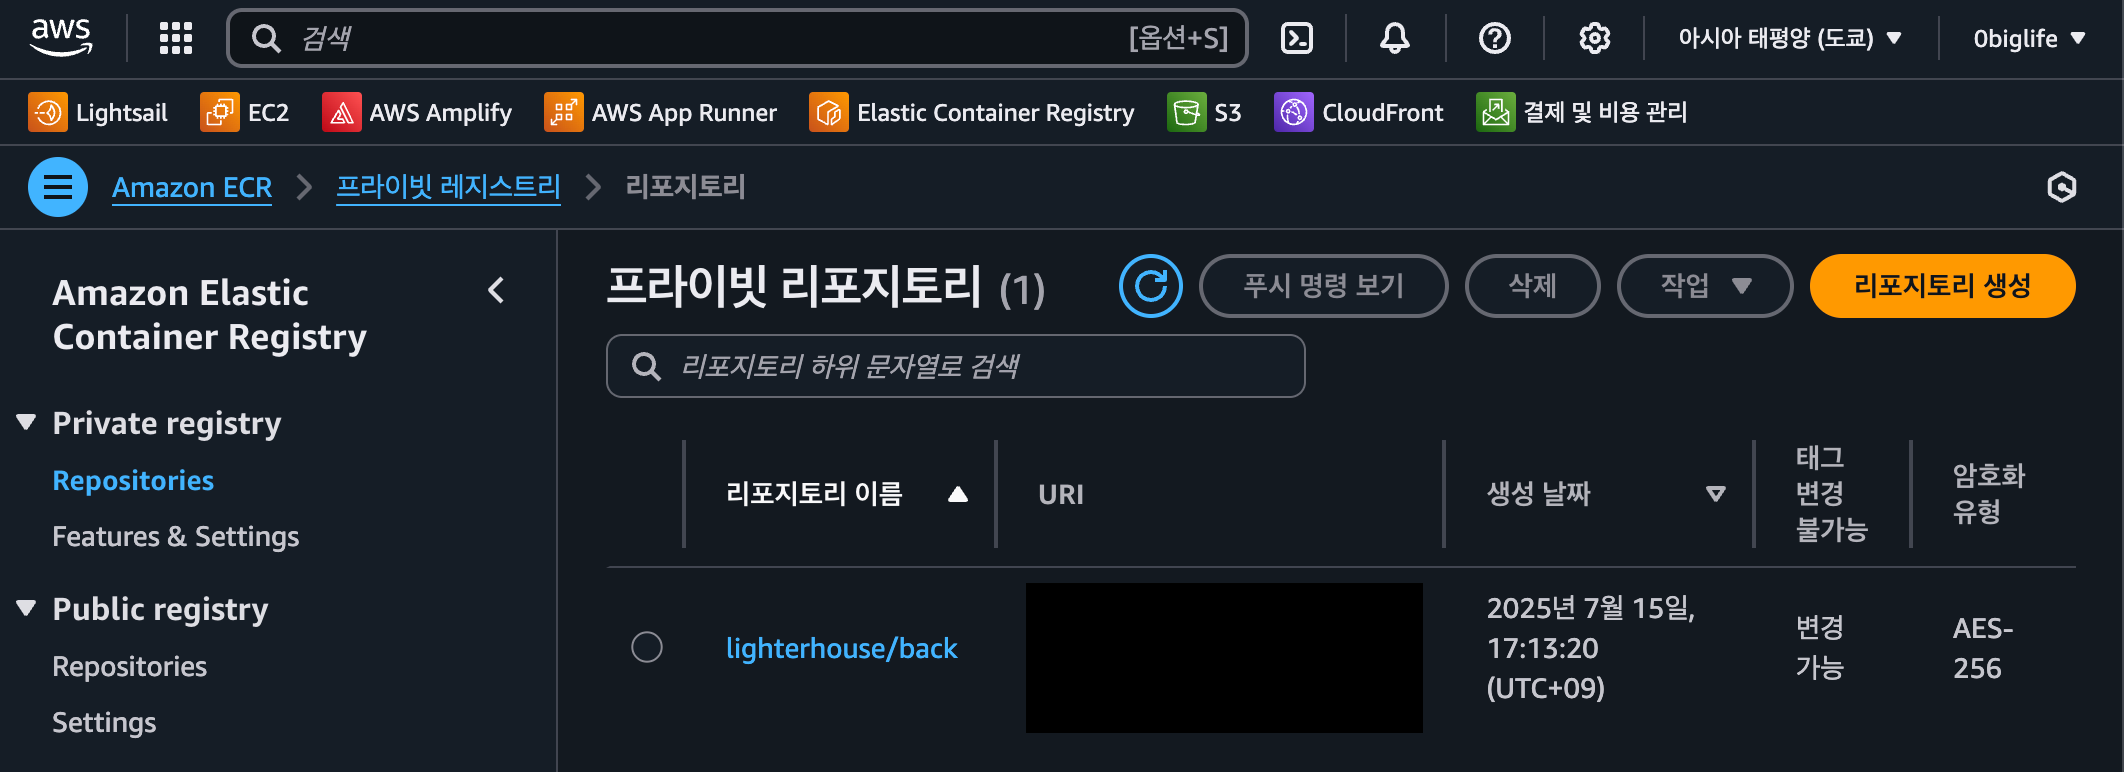 aws
검색
[옵션+S]
아시아 태평양 (도쿄)
0biglife
Lightsail
EC2
AWS Amplify
AWS App Runner
Elastic Container Registry
S3
CloudFront
결제 및 비용 관리
Amazon ECR
프라이빗 레지스트리
리포지토리
Amazon Elastic
Container Registry
Private registry
Repositories
Features & Settings
Public registry
Repositories
Settings
프라이빗 리포지토리 (1)
푸시 명령 보기
삭제
작업
리포지토리 생성
리포지토리 하위 문자열로 검색
리포지토리 이름
URI
생성 날짜
태그
변경
불가능
암호화
유형
lighterhouse/back
2025년 7월 15일,
17:13:20
(UTC+09)
변경
가능
AES-
256